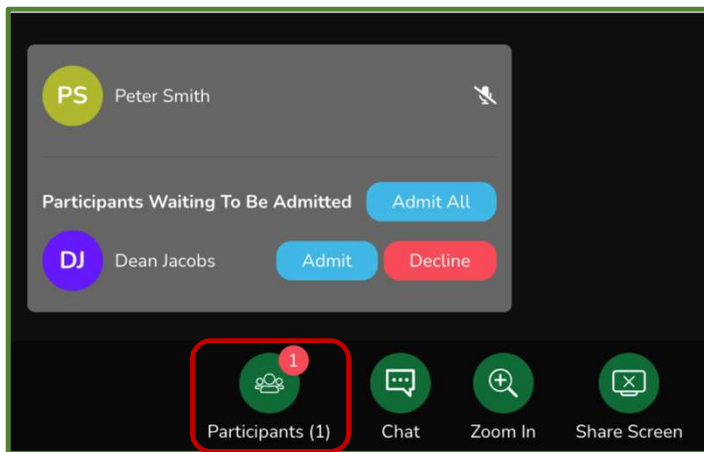 PS Peter Smith
Participants Waiting To Be Admitted Admit All
DJ Dean Jacobs Admit Decline
1
Participants (1) Chat Zoom In Share Screen